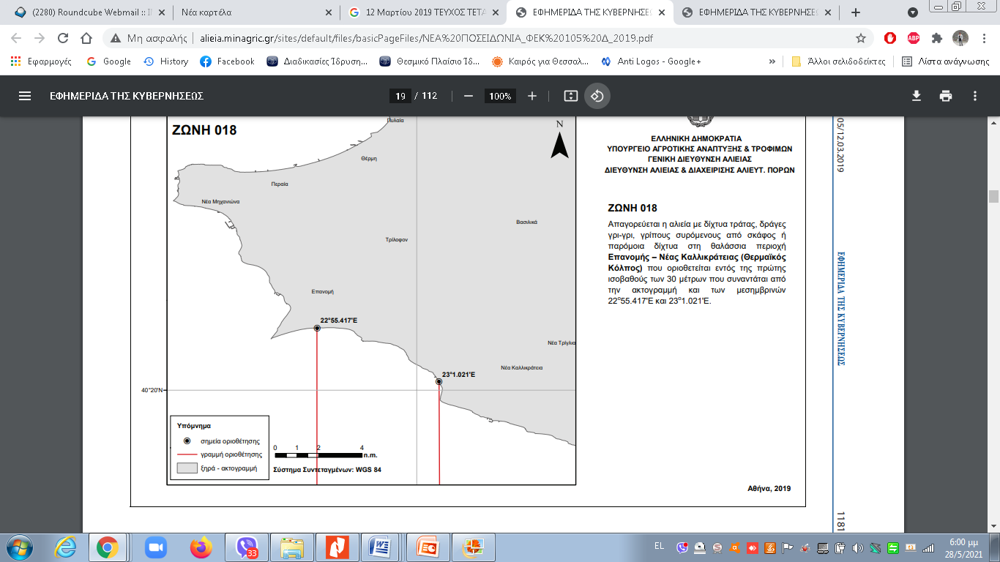 (2280) Roundcube Webmail :: Π
Νέα καρτέλα
12 Μαρτίου 2019 ΤΕΥΧΟΣ ΤΕΤΑ
ΕΦΗΜΕΡΙΔΑ ΤΗΣ ΚΥΒΕΡΝΗΣΕΩ
ΕΦΗΜΕΡΙΔΑ ΤΗΣ ΚΥΒΕΡΝΗΣΕΩ
Μη ασφαλής
alieia.minagric.gr/sites/default/files/basicPageFiles/ΝΕΑ%20ΠΟΣΕΙΔΩΝΙΑ_ΦΕΚ%20105%20Δ_2019.pdf
Εφαρμογές
Google
History
Facebook
Διαδικασίες Ίδρυση...
Θεσμικό Πλαίσιο Ίδ...
Καιρός για Θεσσαλ...
Anti Logos - Google+
»
Άλλοι σελιδοδείκτες
Λίστα ανάγνωσης
ΕΦΗΜΕΡΙΔΑ ΤΗΣ ΚΥΒΕΡΝΗΣΕΩΣ
19 / 112
100%
ΖΩΝΗ 018
Πυλαία
N
Θέρμη
Περαία
Νέα Μηχανιώνα
Βασιλικά
Τρίλοφον
Επανομή
22°55.417'E
Νέα Τρίγλια
Νέα Καλλικράτεια
23°1.021'E
40°20'N
Υπόμνημα
σημεία οριοθέτησης
γραμμή οριοθέτησης
ξηρά - ακτογραμμή
0 1 2 4
n.m.
Σύστημα Συντεταγμένων: WGS 84
ΕΛΛΗΝΙΚΗ ΔΗΜΟΚΡΑΤΙΑ
ΥΠΟΥΡΓΕΙΟ ΑΓΡΟΤΙΚΗΣ ΑΝΑΠΤΥΞΗΣ & ΤΡΟΦΙΜΩΝ
ΓΕΝΙΚΗ ΔΙΕΥΘΥΝΣΗ ΑΛΙΕΙΑΣ
ΔΙΕΥΘΥΝΣΗ ΑΛΙΕΙΑΣ & ΔΙΑΧΕΙΡΙΣΗΣ ΑΛΙΕΥΤ. ΠΟΡΩΝ
ΖΩΝΗ 018
Απαγορεύεται η αλιεία με δίχτυα τράτας, δράγες
γρι-γρι, γρίπους συρόμενους από σκάφος ή
παρόμοια δίχτυα στη θαλάσσια περιοχή
Επανομής – Νέας Καλλικράτειας (Θερμαϊκός
Κόλπος) που οριοθετείται εντός της πρώτης
ισοβαθούς των 30 μέτρων που συναντάται από
την ακτογραμμή και των μεσημβρινών
22°55.417'E και 23°1.021'E.
Αθήνα, 2019
05/12.03.2019
ΕΦΗΜΕΡΙΔΑ ΤΗΣ ΚΥΒΕΡΝΗΣΕΩΣ
1181
33
EL
6:00 μμ
28/5/2021